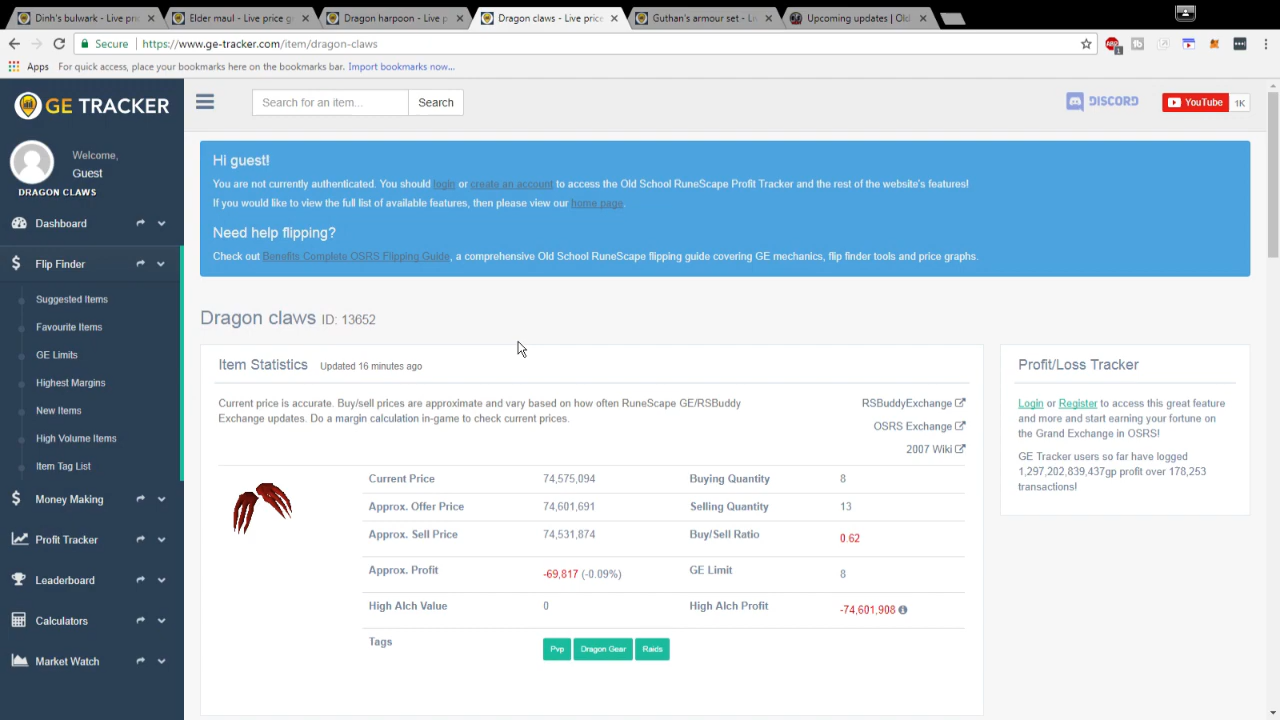 Dinh's bulwark - Live pric
Elder maul - Live price g
Dragon harpoon - Live p
Dragon claws - Live price
Guthan's armour set - Li
Upcoming updates | Old
Secure https://www.ge-tracker.com/item/dragon-claws
Apps For quick access, place your bookmarks here on the bookmarks bar. Import bookmarks now...
GE TRACKER
Search for an item...
Search
DISCORD
YouTube 1K
Welcome,
Guest
DRAGON CLAWS
Dashboard
Flip Finder
Suggested Items
Favourite Items
GE Limits
Highest Margins
New Items
High Volume Items
Item Tag List
Money Making
Profit Tracker
Leaderboard
Calculators
Market Watch
Hi guest!
You are not currently authenticated. You should login or create an account to access the Old School RuneScape Profit Tracker and the rest of the website's features!
If you would like to view the full list of available features, then please view our home page.
Need help flipping?
Check out Benefits Complete OSRS Flipping Guide, a comprehensive Old School RuneScape flipping guide covering GE mechanics, flip finder tools and price graphs.
Dragon claws ID: 13652
Item Statistics Updated 16 minutes ago
Current price is accurate. Buy/sell prices are approximate and vary based on how often RuneScape GE/RSBuddy
Exchange updates. Do a margin calculation in-game to check current prices.
RSBuddyExchange
OSRS Exchange
2007 Wiki
Current Price 74,575,094 Buying Quantity 8
Approx. Offer Price 74,601,691 Selling Quantity 13
Approx. Sell Price 74,531,874 Buy/Sell Ratio 0.62
Approx. Profit -69,817 (-0.09%) GE Limit 8
High Alch Value 0 High Alch Profit -74,601,908
Tags Pvp Dragon Gear Raids
Profit/Loss Tracker
Login or Register to access this great feature
and more and start earning your fortune on
the Grand Exchange in OSRS!
GE Tracker users so far have logged
1,297,202,839,437gp profit over 178,253
transactions!